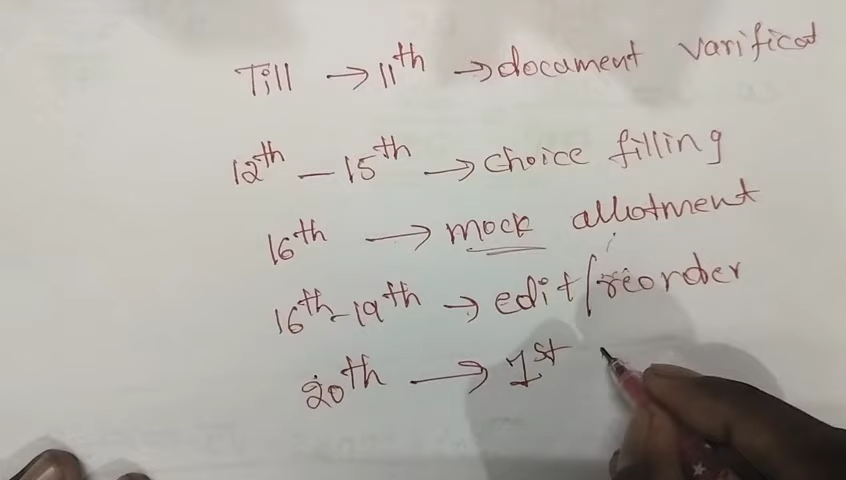 Till → 11th → document varificat
12th – 15th → choice filling
16th → mock allotment
16th-19th → edit/reorder
20th → 1st